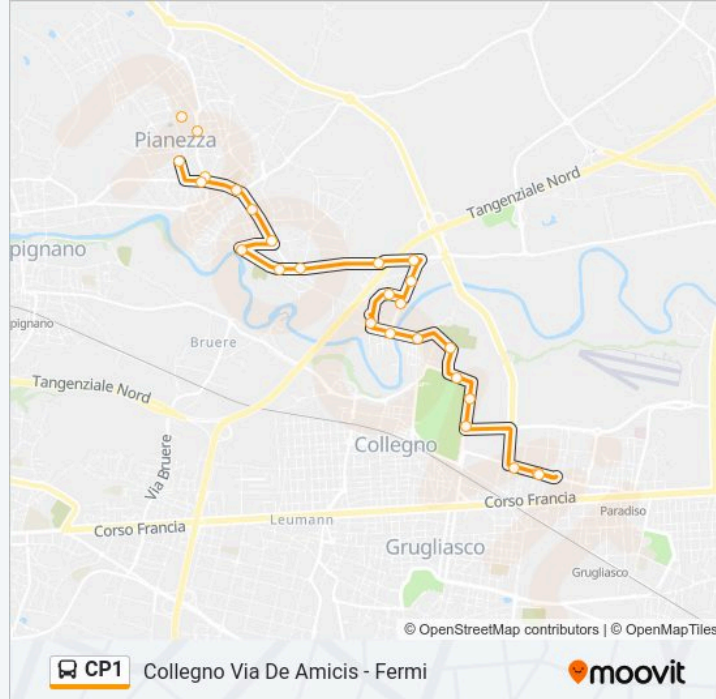 Pianezza
Tangenziale Nord
pignano
pignano
Bruere
Tangenziale Nord
Via Bruere
Collegno
Corso Francia
Leumann
Corso Francia
Paradiso
Grugliasco
Grugliasco
© OpenStreetMap contributors | © OpenMapTiles
CP1 Collegno Via De Amicis - Fermi
moovit